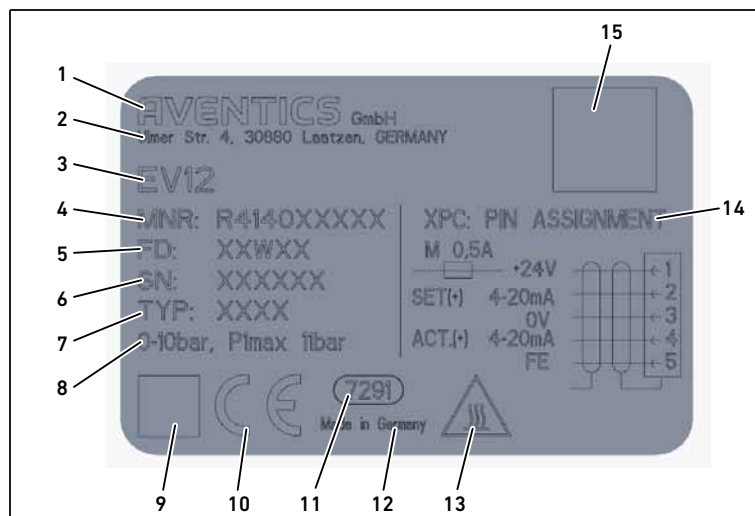 15
1
AVENTICS GmbH
2
Ulmer Str. 4, 30880 Laatzen, GERMANY
3
EV12
4
MNR: R4140XXXXX
XPC: PIN ASSIGNMENT
14
5
FD: XXWXX
M 0,5A
+24V
1
6
SN: XXXXXX
SET(+) 4-20mA
2
0V
3
7
TYP: XXXX
ACT.(+) 4-20mA
4
8
0-10bar, P1max 11bar
FE
5
CE
7291
Made in Germany
9
10
11
12
13